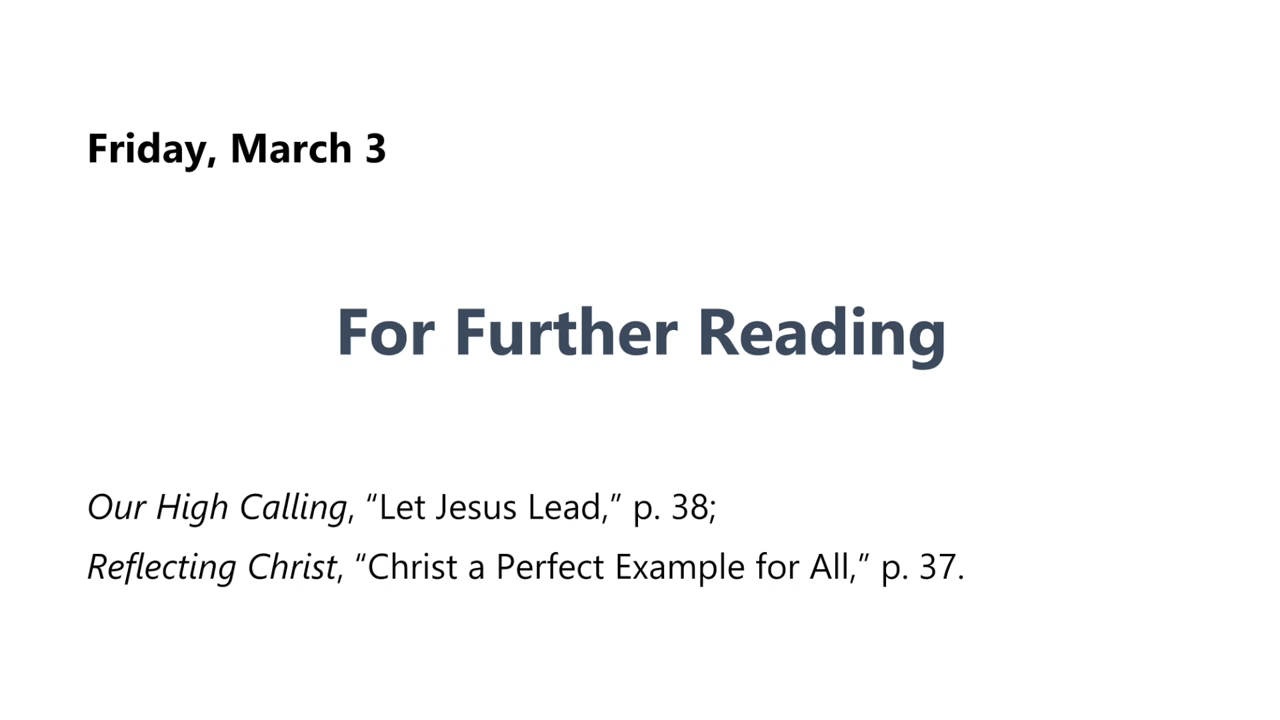 Friday, March 3
For Further Reading
Our High Calling, “Let Jesus Lead,” p. 38;
Reflecting Christ, “Christ a Perfect Example for All,” p. 37.